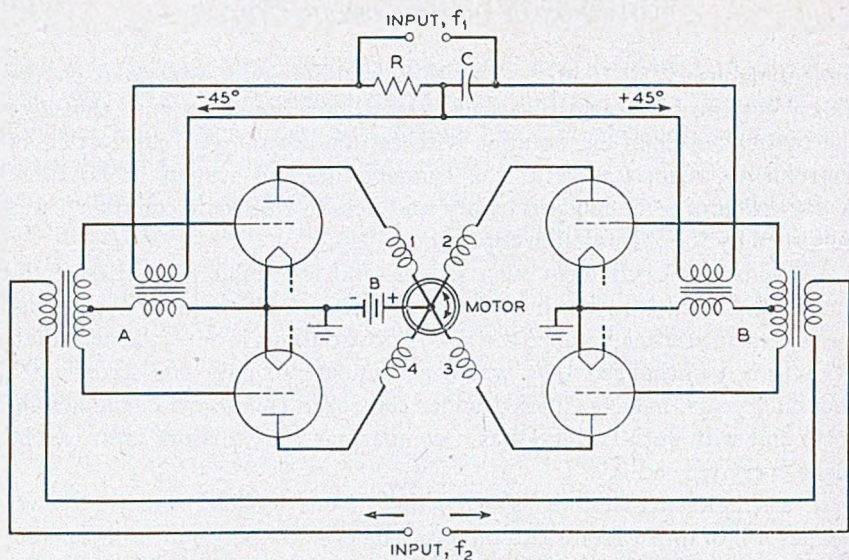 INPUT, f₁
R C
-45° +45°
1 2
- B + MOTOR
A B
4 3
INPUT, f₂